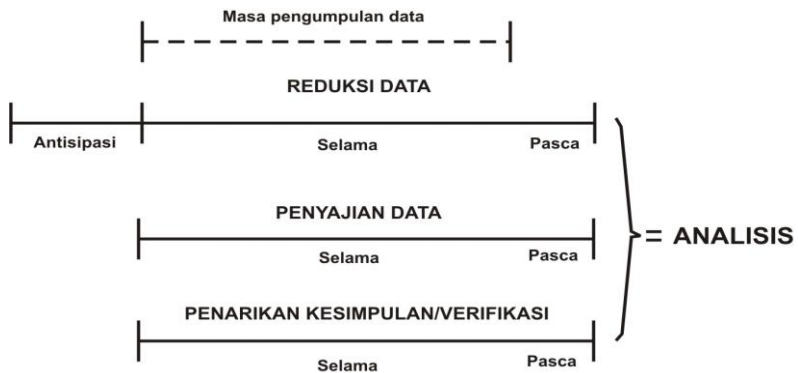 Masa pengumpulan data
REDUKSI DATA
Antisipasi Selama Pasca
PENYAJIAN DATA
= ANALISIS
Selama Pasca
PENARIKAN KESIMPULAN/VERIFIKASI
Selama Pasca